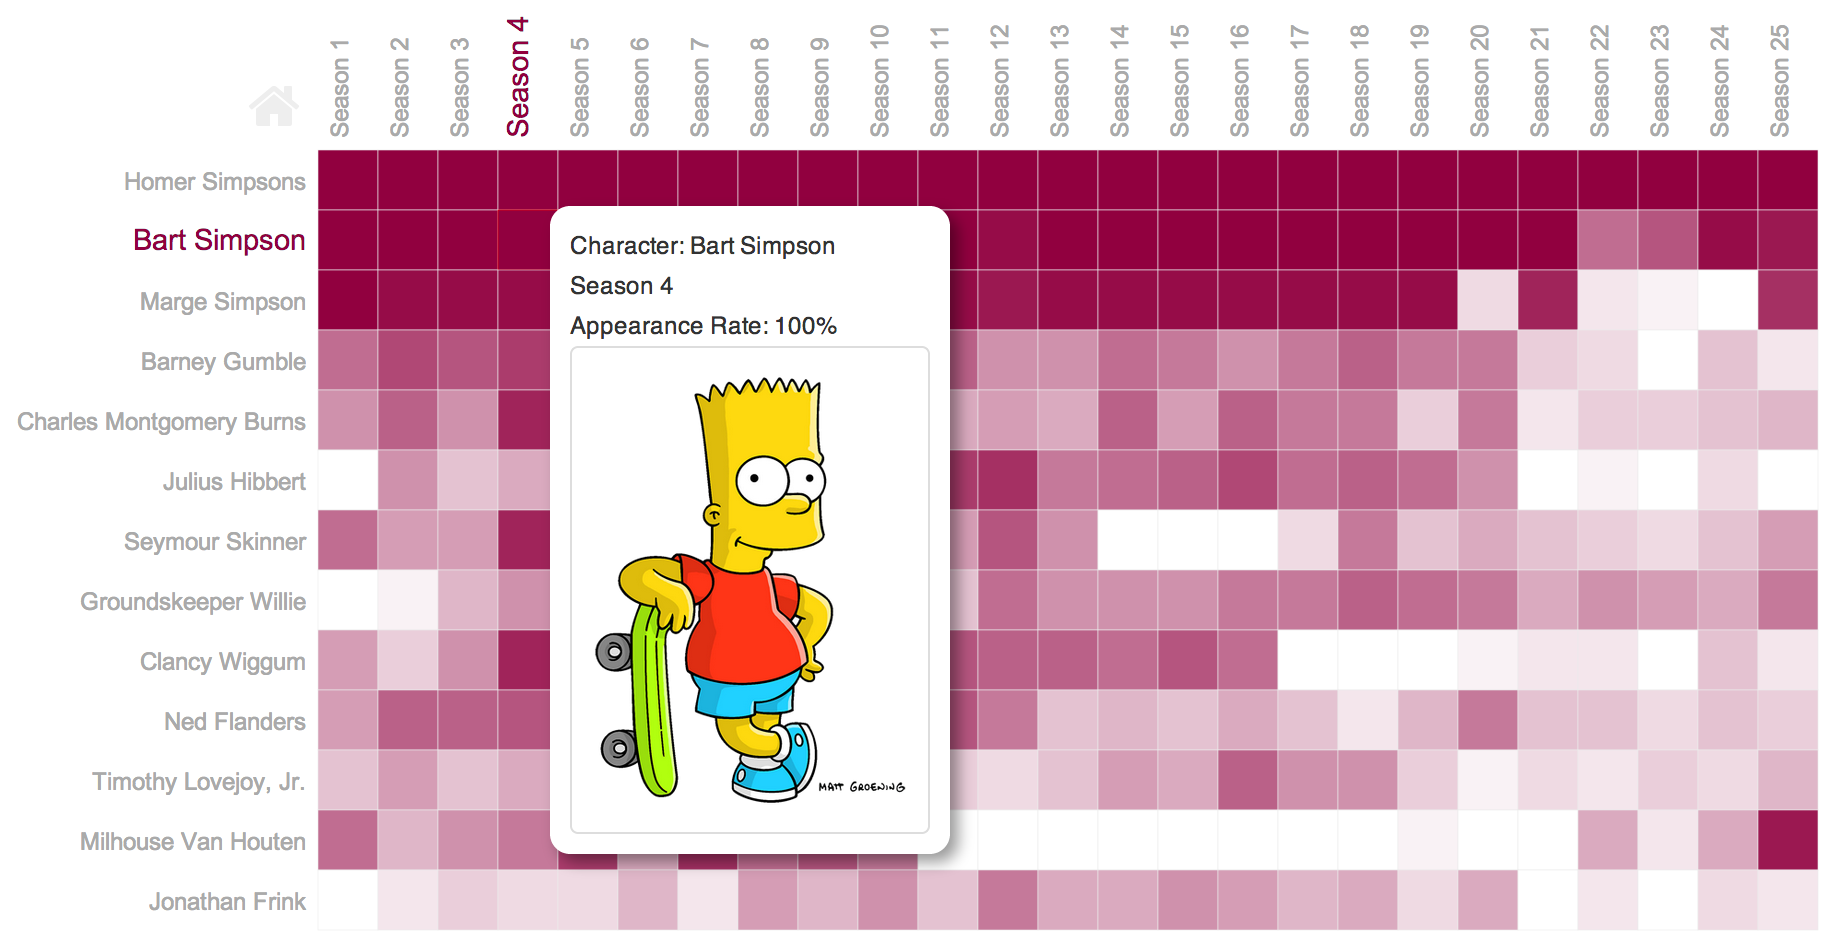 Season 1
Season 2
Season 3
Season 4
Season 5
Season 6
Season 7
Season 8
Season 9
Season 10
Season 11
Season 12
Season 13
Season 14
Season 15
Season 16
Season 17
Season 18
Season 19
Season 20
Season 21
Season 22
Season 23
Season 24
Season 25
Homer Simpsons
Bart Simpson
Marge Simpson
Barney Gumble
Charles Montgomery Burns
Julius Hibbert
Seymour Skinner
Groundskeeper Willie
Clancy Wiggum
Ned Flanders
Timothy Lovejoy, Jr.
Milhouse Van Houten
Jonathan Frink
Character: Bart Simpson
Season 4
Appearance Rate: 100%
MATT GROENING